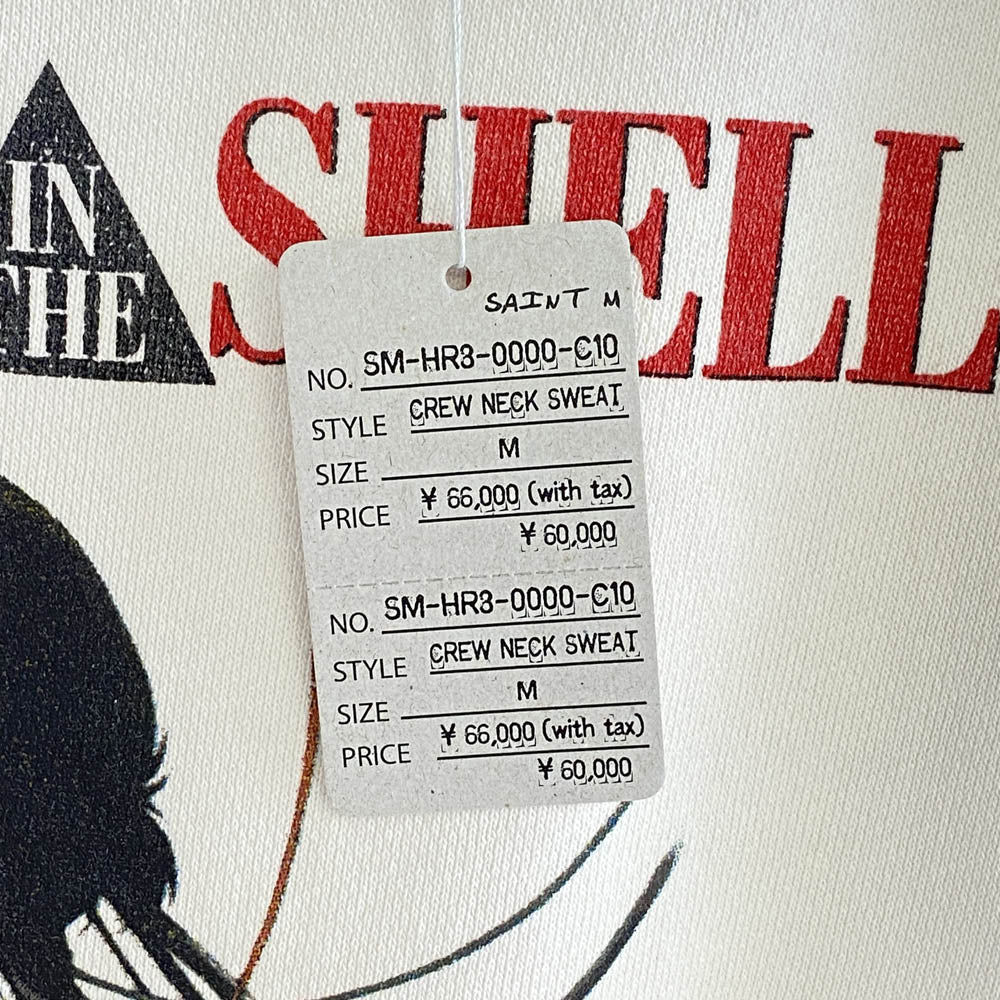 IN
THE
SHELL
SAINT M
NO. SM-HR3-0000-C10
STYLE CREW NECK SWEAT
SIZE M
PRICE ¥ 66,000 (with tax)
¥ 60,000
NO. SM-HR3-0000-C10
STYLE CREW NECK SWEAT
SIZE M
PRICE ¥ 66,000 (with tax)
¥ 60,000